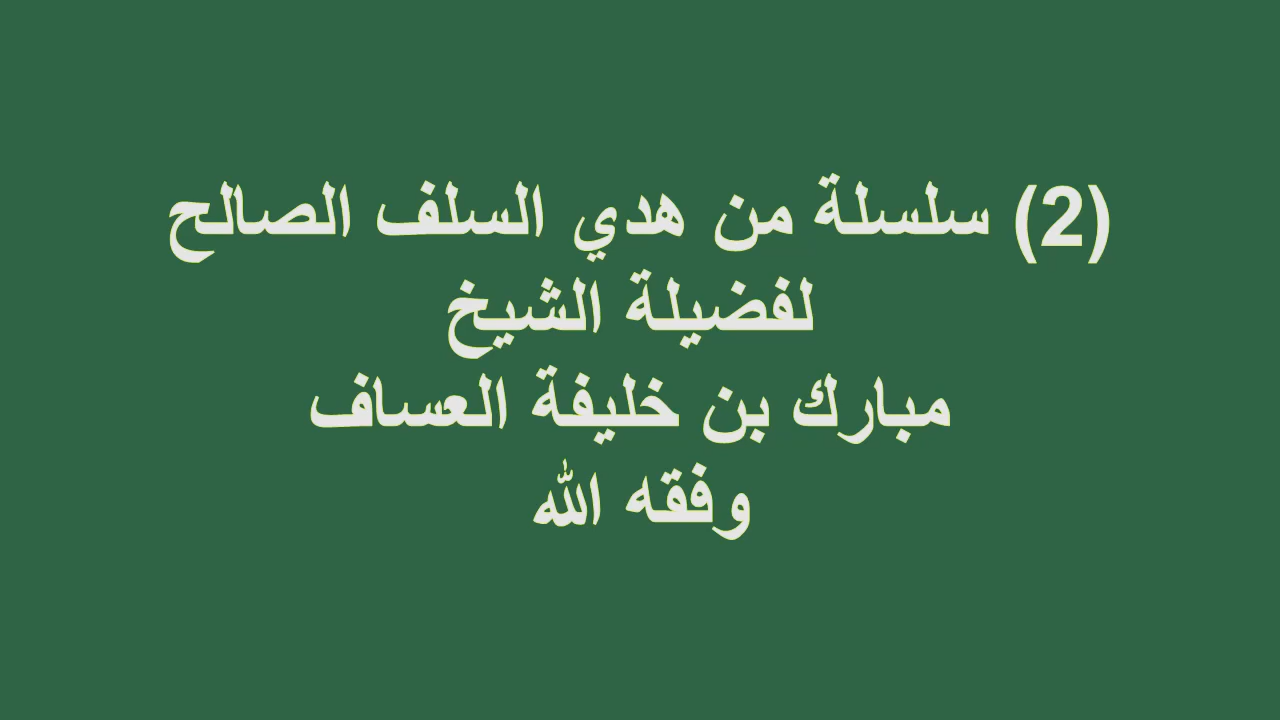 (2) سلسلة من هدي السلف الصالح
لفضيلة الشيخ
مبارك بن خليفة العساف
وفقه الله